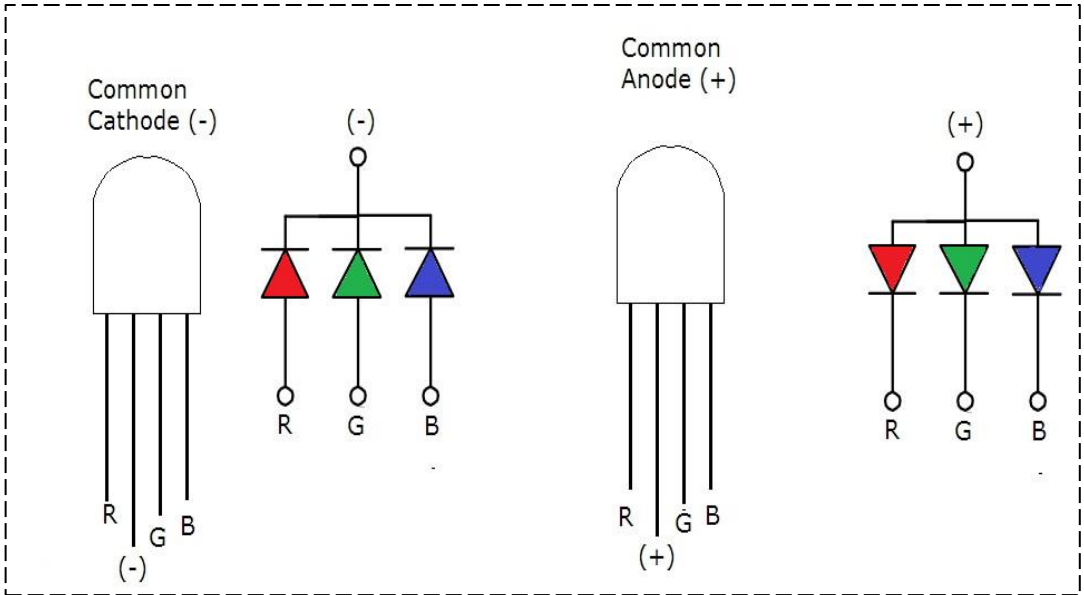 Common
Cathode (-)
(-)
R
G
B
R
G
B
(-)
Common
Anode (+)
(+)
R
G
B
R
G
B
(+)